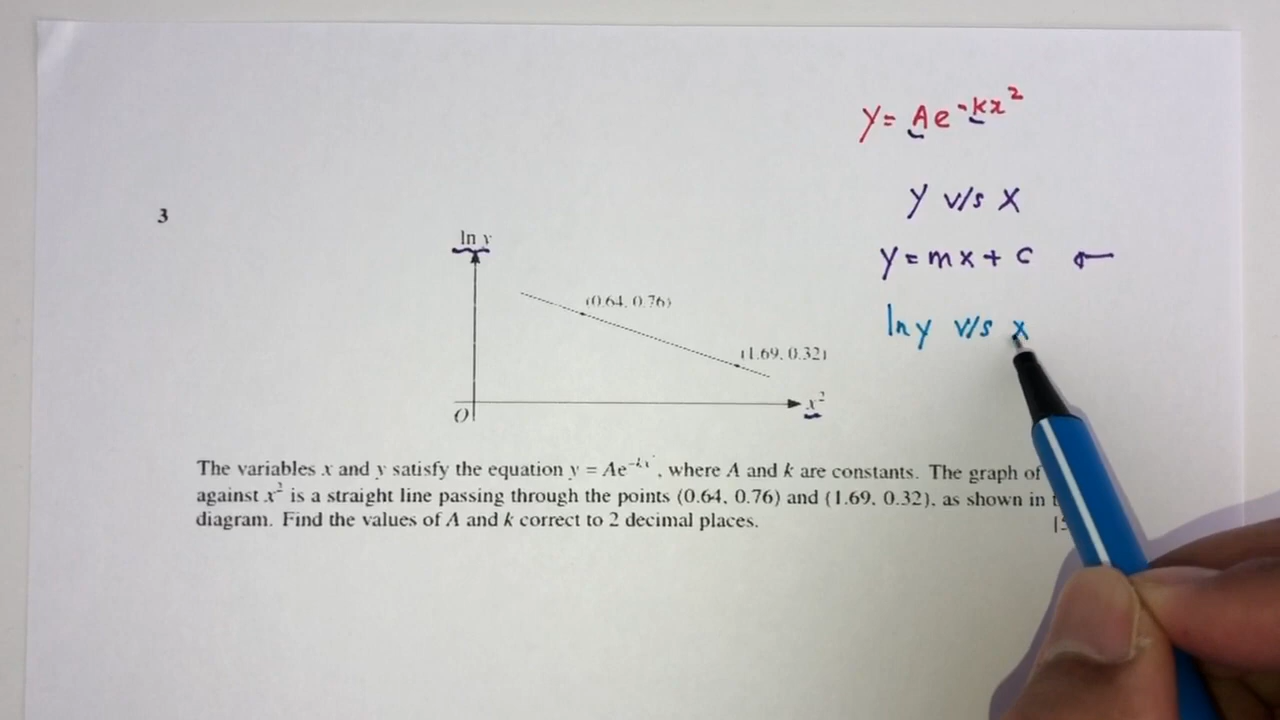 y = Ae^-kx²
y v/s x
3
ln y
y = mx + c ←
(0.64, 0.76)
ln y v/s x
(1.69, 0.32)
O
x²
The variables x and y satisfy the equation y = Ae^-kx², where A and k are constants. The graph of
against x² is a straight line passing through the points (0.64, 0.76) and (1.69, 0.32), as shown in
diagram. Find the values of A and k correct to 2 decimal places.